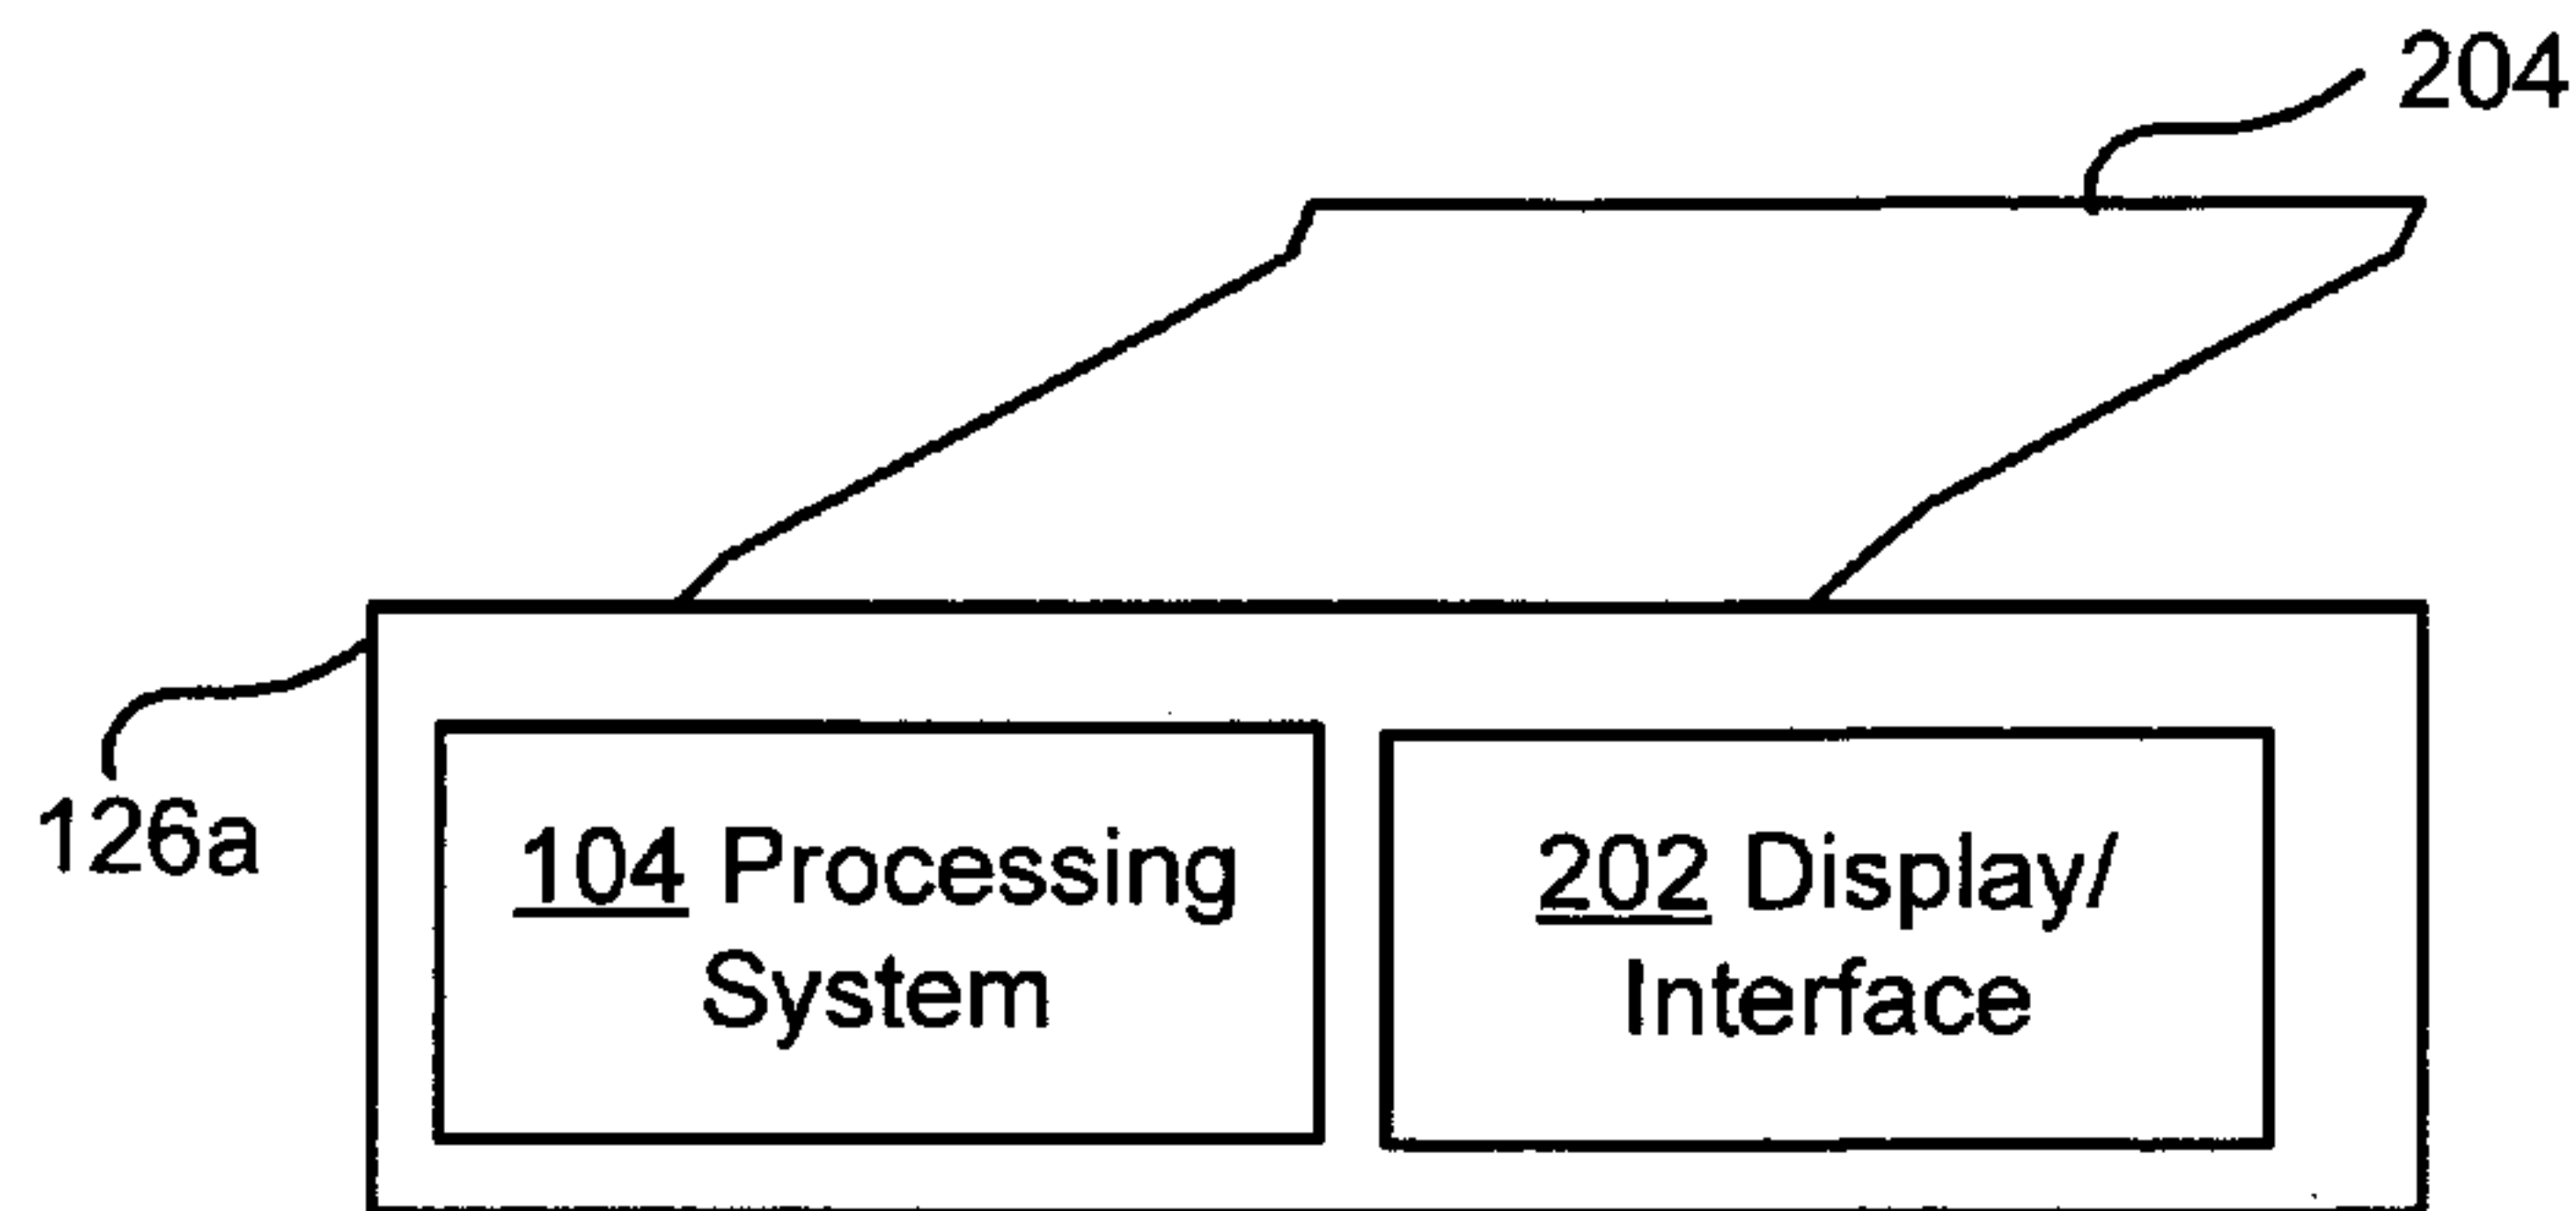 204
126a
104 Processing
System
202 Display/
Interface